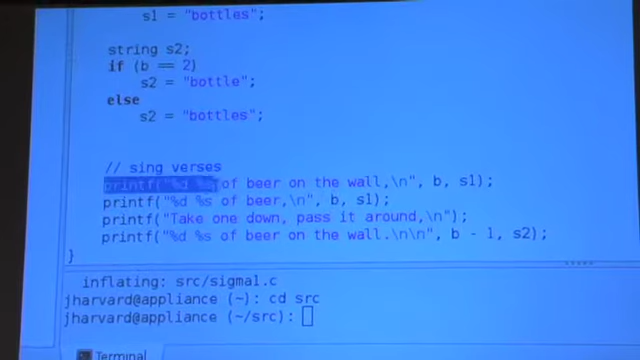 s1 = "bottles";
string s2;
if (b == 2)
s2 = "bottle";
else
s2 = "bottles";
// sing verses
printf("%d %s of beer on the wall,\n", b, s1);
printf("%d %s of beer,\n", b, s1);
printf("Take one down, pass it around,\n");
printf("%d %s of beer on the wall.\n\n", b - 1, s2);
}
inflating: src/sigma1.c
jharvard@appliance (~): cd src
jharvard@appliance (~/src):
Terminal